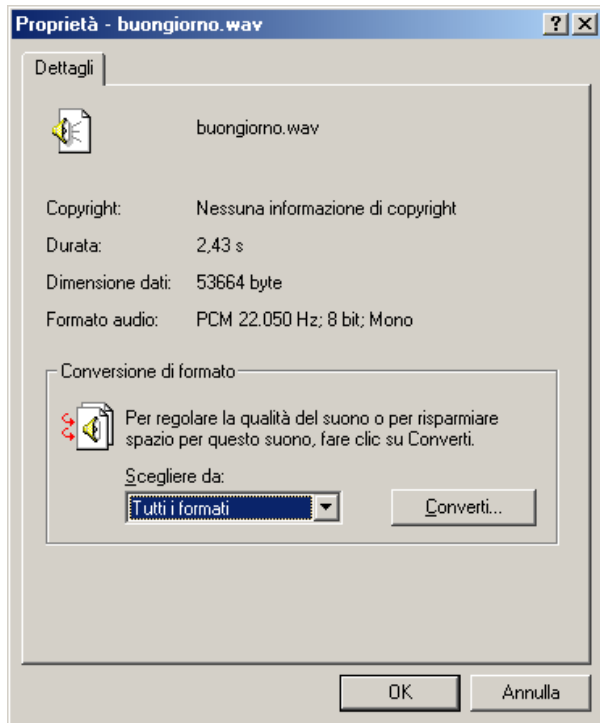 Proprietà - buongiorno.wav
Dettagli
buongiorno.wav
Copyright: Nessuna informazione di copyright
Durata: 2,43 s
Dimensione dati: 53664 byte
Formato audio: PCM 22.050 Hz; 8 bit; Mono
Conversione di formato
Per regolare la qualità del suono o per risparmiare
spazio per questo suono, fare clic su Converti.
Scegliere da:
Tutti i formati
Converti...
OK Annulla